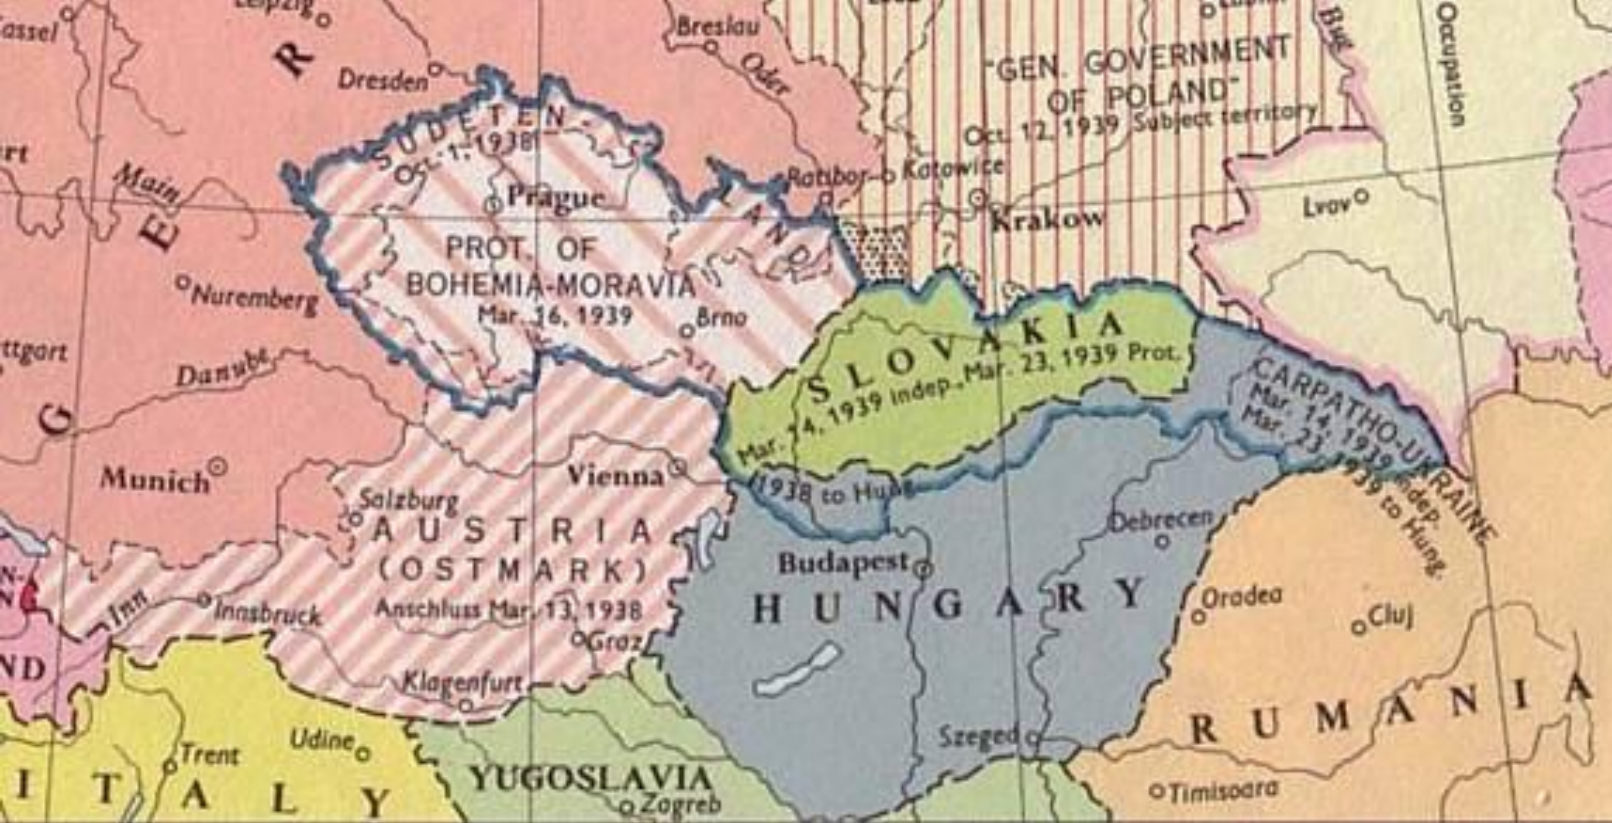 Leipzig
R
Dresden
Breslau
Oder
"GEN. GOVERNMENT
OF POLAND"
Oct. 12, 1939 Subject territory
Bug
Occupation
SUDETEN-
Oct. 1, 1938
LAND
Main
E
Prague
Ratibor
Katowice
Krakow
Lvov
PROT. OF
BOHEMIA-MORAVIA
Mar. 16, 1939
Brno
Nuremberg
Danube
G
SLOVAKIA
Mar. 14, 1939 indep., Mar. 23, 1939 Prot.
CARPATHO-UKRAINE
Mar. 14, 1939 indep.
Mar. 23, 1939 to Hung.
Munich
Vienna
1938 to Hung.
Salzburg
AUSTRIA
(OSTMARK)
Anschluss Mar. 13, 1938
Debrecen
Budapest
HUNGARY
Inn
Innsbruck
Graz
Klagenfurt
Oradea
Cluj
RUMANIA
Szeged
Trent
Udine
ITALY
YUGOSLAVIA
Zagreb
Timisoara